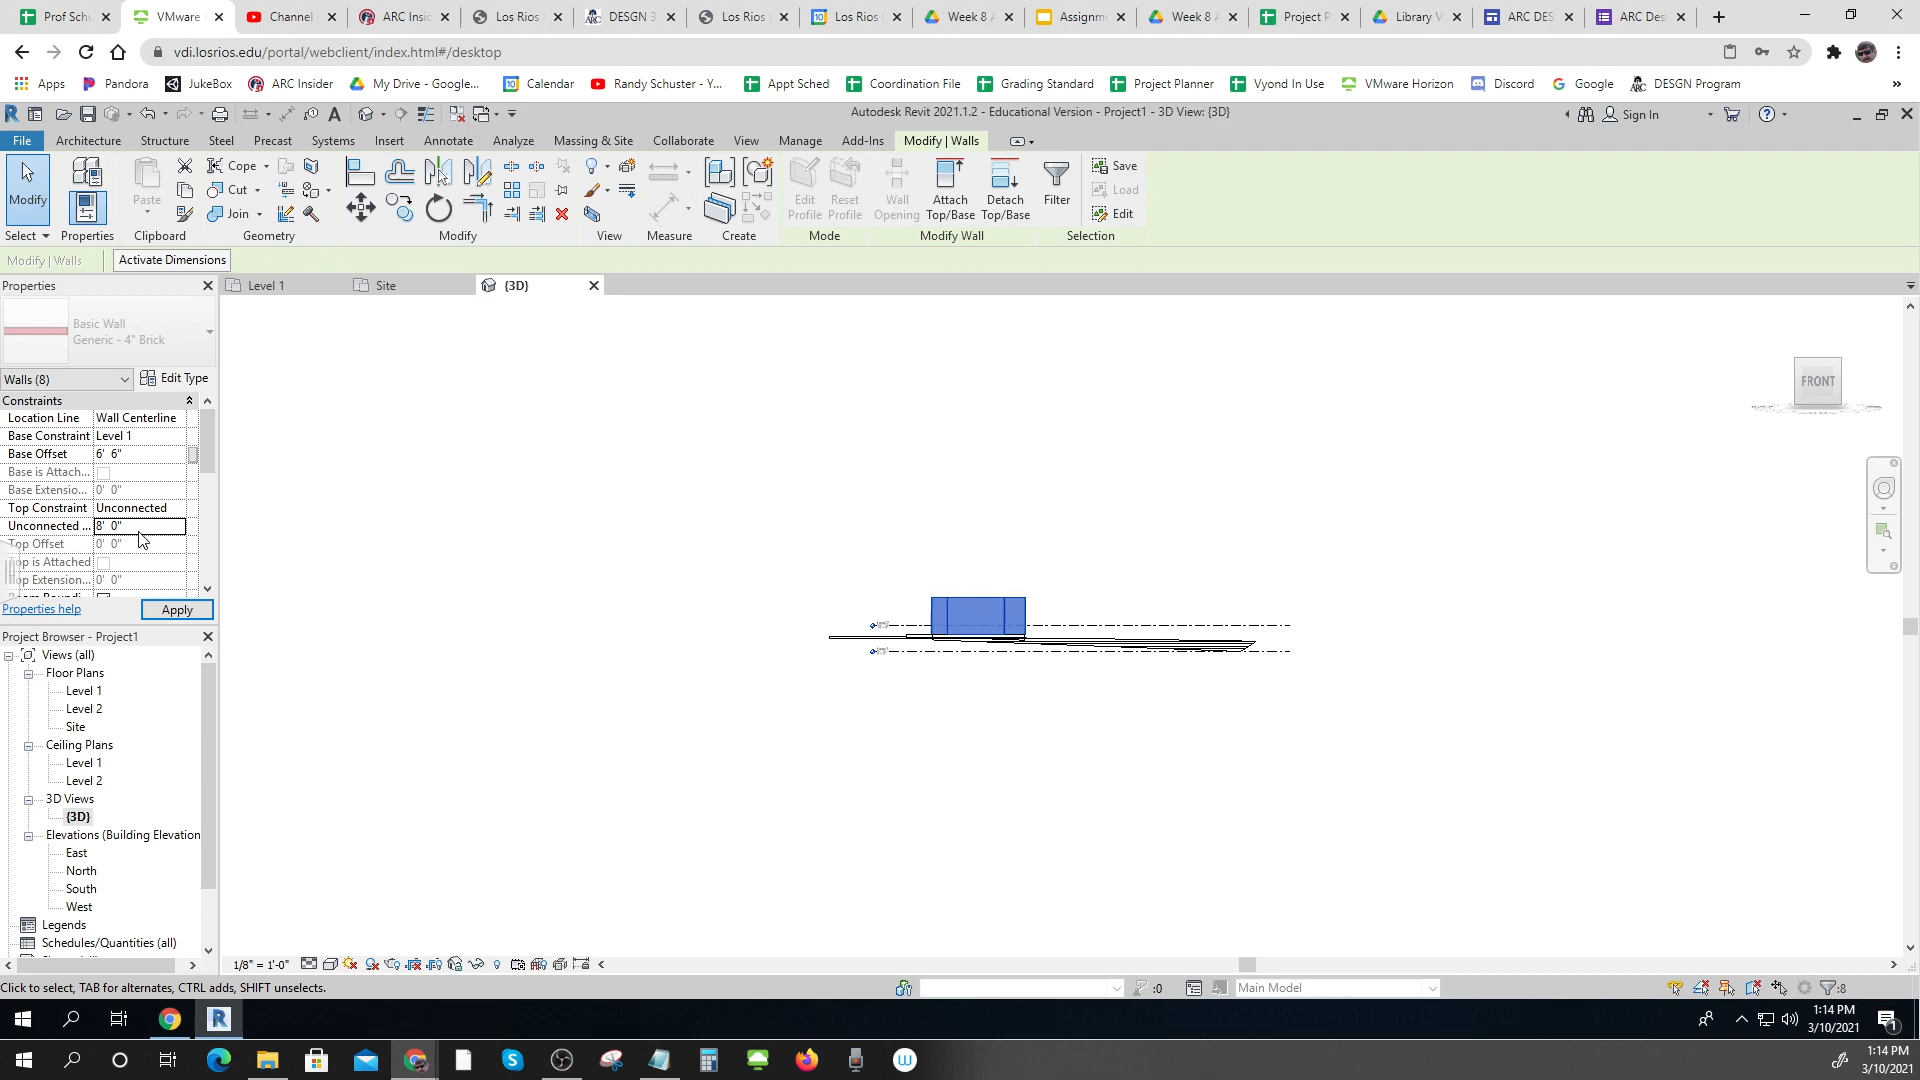 Prof Schu
VMware
Channel c
ARC Insic
Los Rios
DESGN 3
Los Rios
Los Rios
Week 8 A
Assignme
Week 8 A
Project P
Library V
ARC DES
ARC Des
vdi.losrios.edu/portal/webclient/index.html#/desktop
Apps
Pandora
JukeBox
ARC Insider
My Drive - Google...
Calendar
Randy Schuster - Y...
Appt Sched
Coordination File
Grading Standard
Project Planner
Vyond In Use
VMware Horizon
Discord
Google
DESGN Program
»
Autodesk Revit 2021.1.2 - Educational Version - Project1 - 3D View: {3D}
Sign In
File
Architecture
Structure
Steel
Precast
Systems
Insert
Annotate
Analyze
Massing & Site
Collaborate
View
Manage
Add-Ins
Modify | Walls
Modify
Paste
Cope
Cut
Join
Edit
Profile
Reset
Profile
Wall
Opening
Attach
Top/Base
Detach
Top/Base
Filter
Save
Load
Edit
Select
Properties
Clipboard
Geometry
Modify
View
Measure
Create
Mode
Modify Wall
Selection
Modify | Walls
Activate Dimensions
Properties
Level 1
Site
{3D}
Basic Wall
Generic - 4" Brick
Walls (8)
Edit Type
Constraints
Location Line
Wall Centerline
Base Constraint
Level 1
Base Offset
6' 6"
Base is Attach...
Base Extensio...
0' 0"
Top Constraint
Unconnected
Unconnected ...
8' 0"
Top Offset
0' 0"
Top is Attached
Top Extension...
0' 0"
Properties help
Apply
FRONT
Project Browser - Project1
Views (all)
Floor Plans
Level 1
Level 2
Site
Ceiling Plans
Level 1
Level 2
3D Views
{3D}
Elevations (Building Elevation
East
North
South
West
Legends
Schedules/Quantities (all)
1/8" = 1'-0"
Click to select, TAB for alternates, CTRL adds, SHIFT unselects.
:0
Main Model
:8
1:14 PM
3/10/2021
1
1:14 PM
3/10/2021